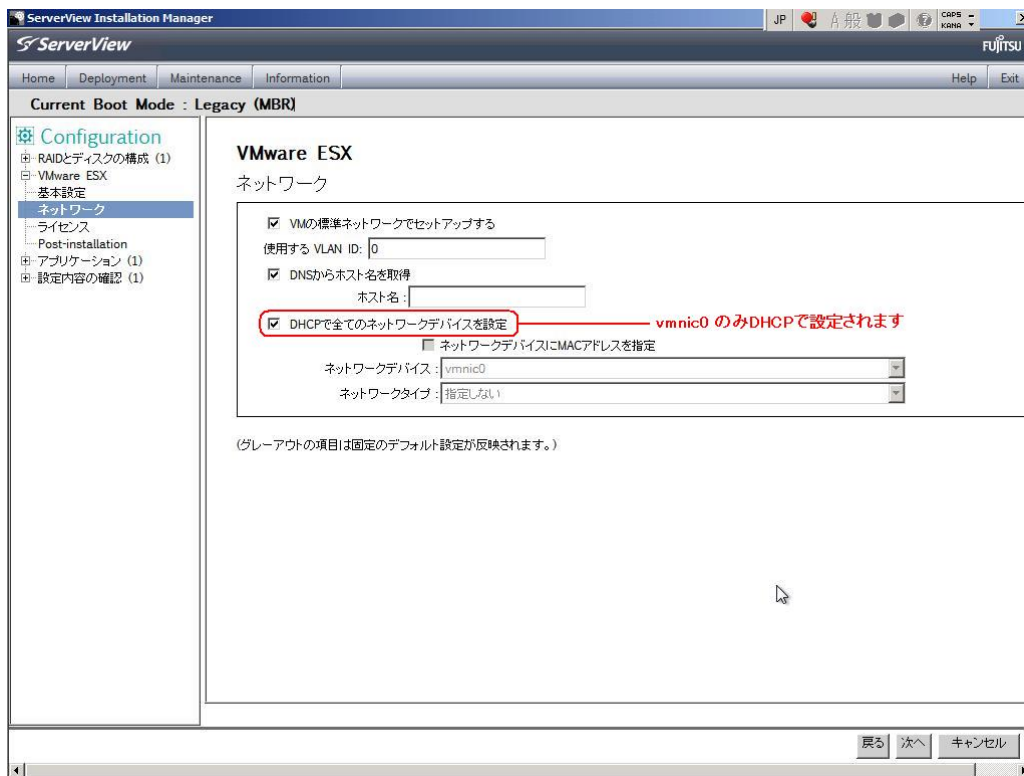 ServerView Installation Manager
JP A 般 CAPS KANA
ServerView FUJITSU
Home Deployment Maintenance Information Help Exit
Current Boot Mode : Legacy (MBR)
Configuration
RAIDとディスクの構成 (1)
VMware ESX
基本設定
ネットワーク
ライセンス
Post-installation
アプリケーション (1)
設定内容の確認 (1)
VMware ESX
ネットワーク
VMの標準ネットワークでセットアップする
使用する VLAN ID: 0
DNSからホスト名を取得
ホスト名 :
DHCPで全てのネットワークデバイスを設定 vmnic0 のみDHCPで設定されます
ネットワークデバイスにMACアドレスを指定
ネットワークデバイス : vmnic0
ネットワークタイプ : 指定しない
(グレーアウトの項目は固定のデフォルト設定が反映されます。)
戻る 次へ キャンセル